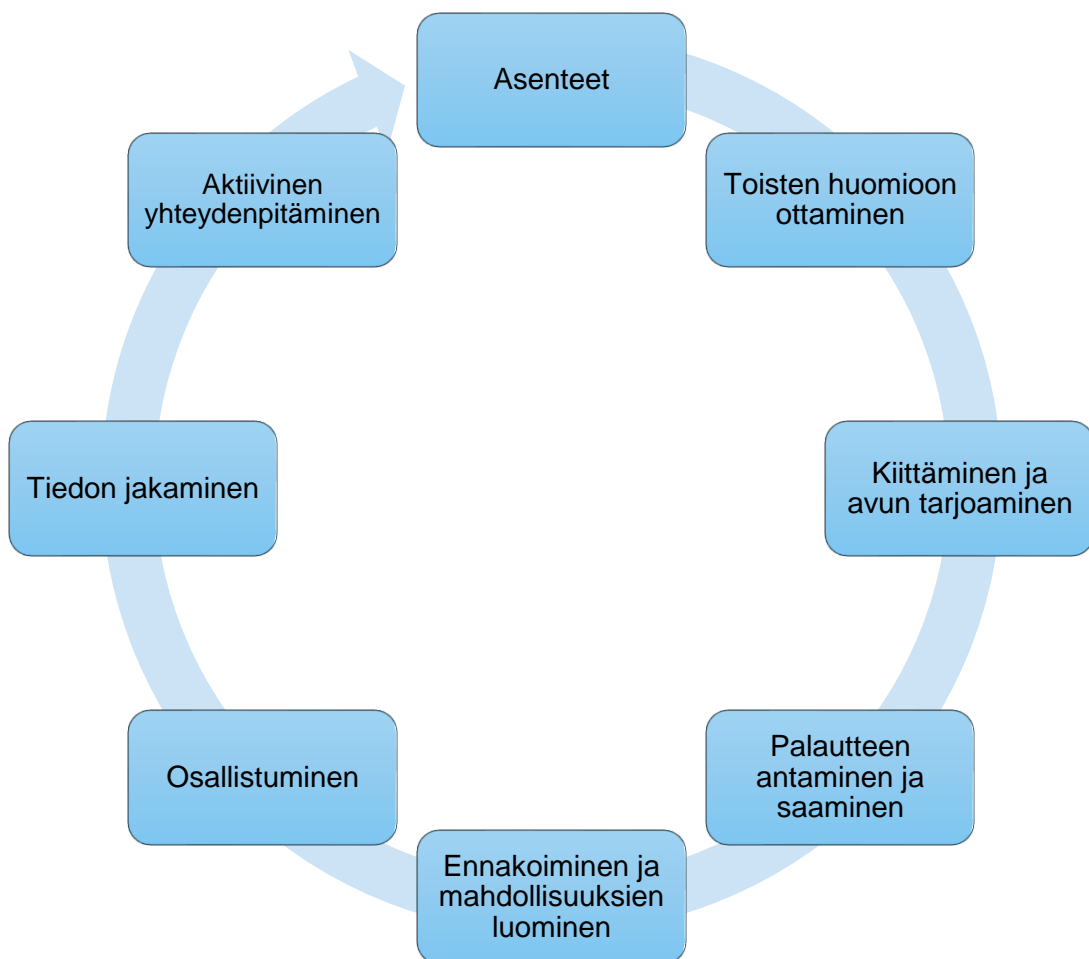 Asenteet
Toisten huomioon
ottaminen
Kiittäminen ja
avun tarjoaminen
Palautteen
antaminen ja
saaminen
Ennakoiminen ja
mahdollisuuksien
luominen
Osallistuminen
Tiedon jakaminen
Aktiivinen
yhteydenpitäminen